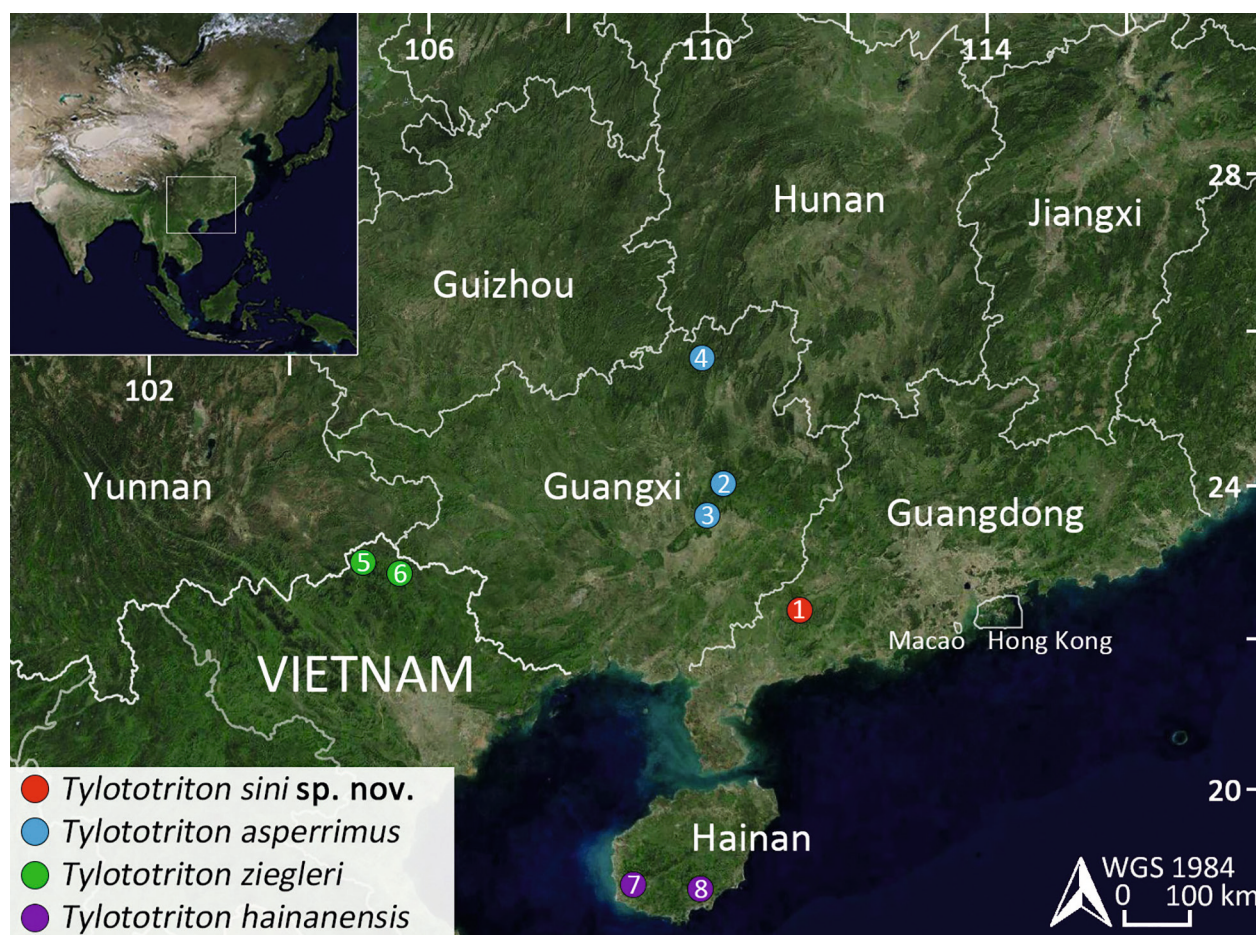 106 110 114
28
Hunan
Jiangxi
Guizhou
102
4
Yunnan
Guangxi
2
24
3
Guangdong
5
6
1
Macao Hong Kong
VIETNAM
Tylototriton sini sp. nov.
20
Tylototriton asperrimus
Hainan
Tylototriton ziegleri
7
8
WGS 1984
0 100 km
Tylototriton hainanensis